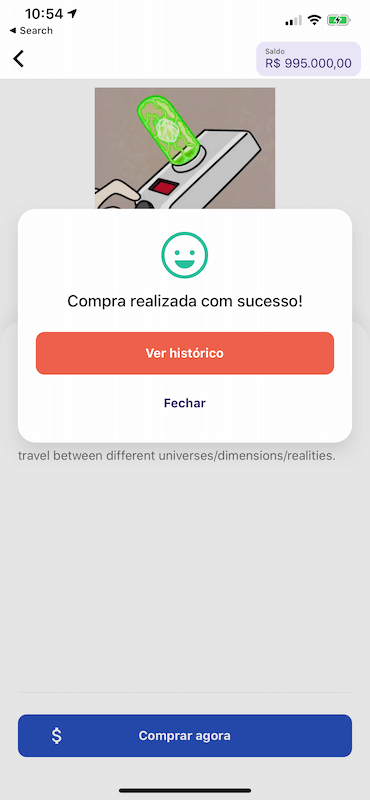 10:54
Search
Saldo
R$ 995.000,00
Compra realizada com sucesso!
Ver histórico
Fechar
travel between different universes/dimensions/realities.
$
Comprar agora